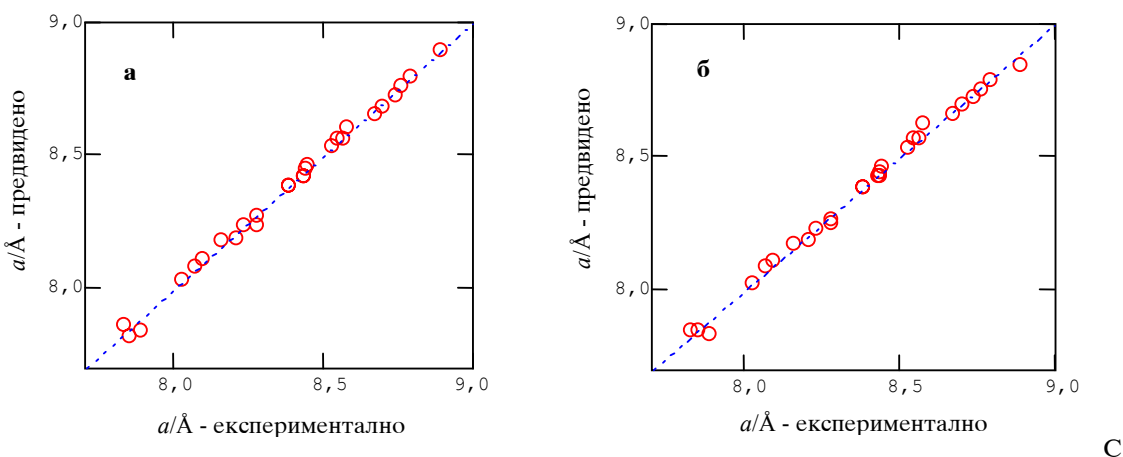 9,0
а
8,5
8,0
a/Å - предвидено
8,0 8,5 9,0
a/Å - експериментално
9,0
б
8,5
8,0
a/Å - предвидено
8,0 8,5 9,0
a/Å - експериментално
С